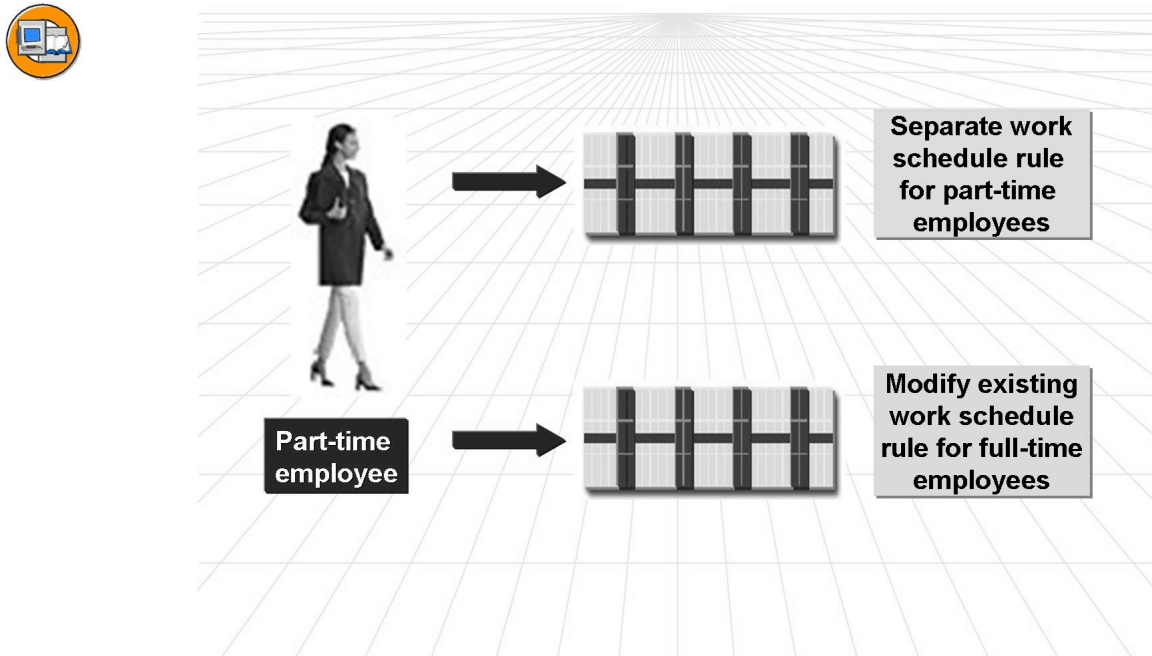 Separate work
schedule rule
for part-time
employees
Part-time
employee
Modify existing
work schedule
rule for full-time
employees